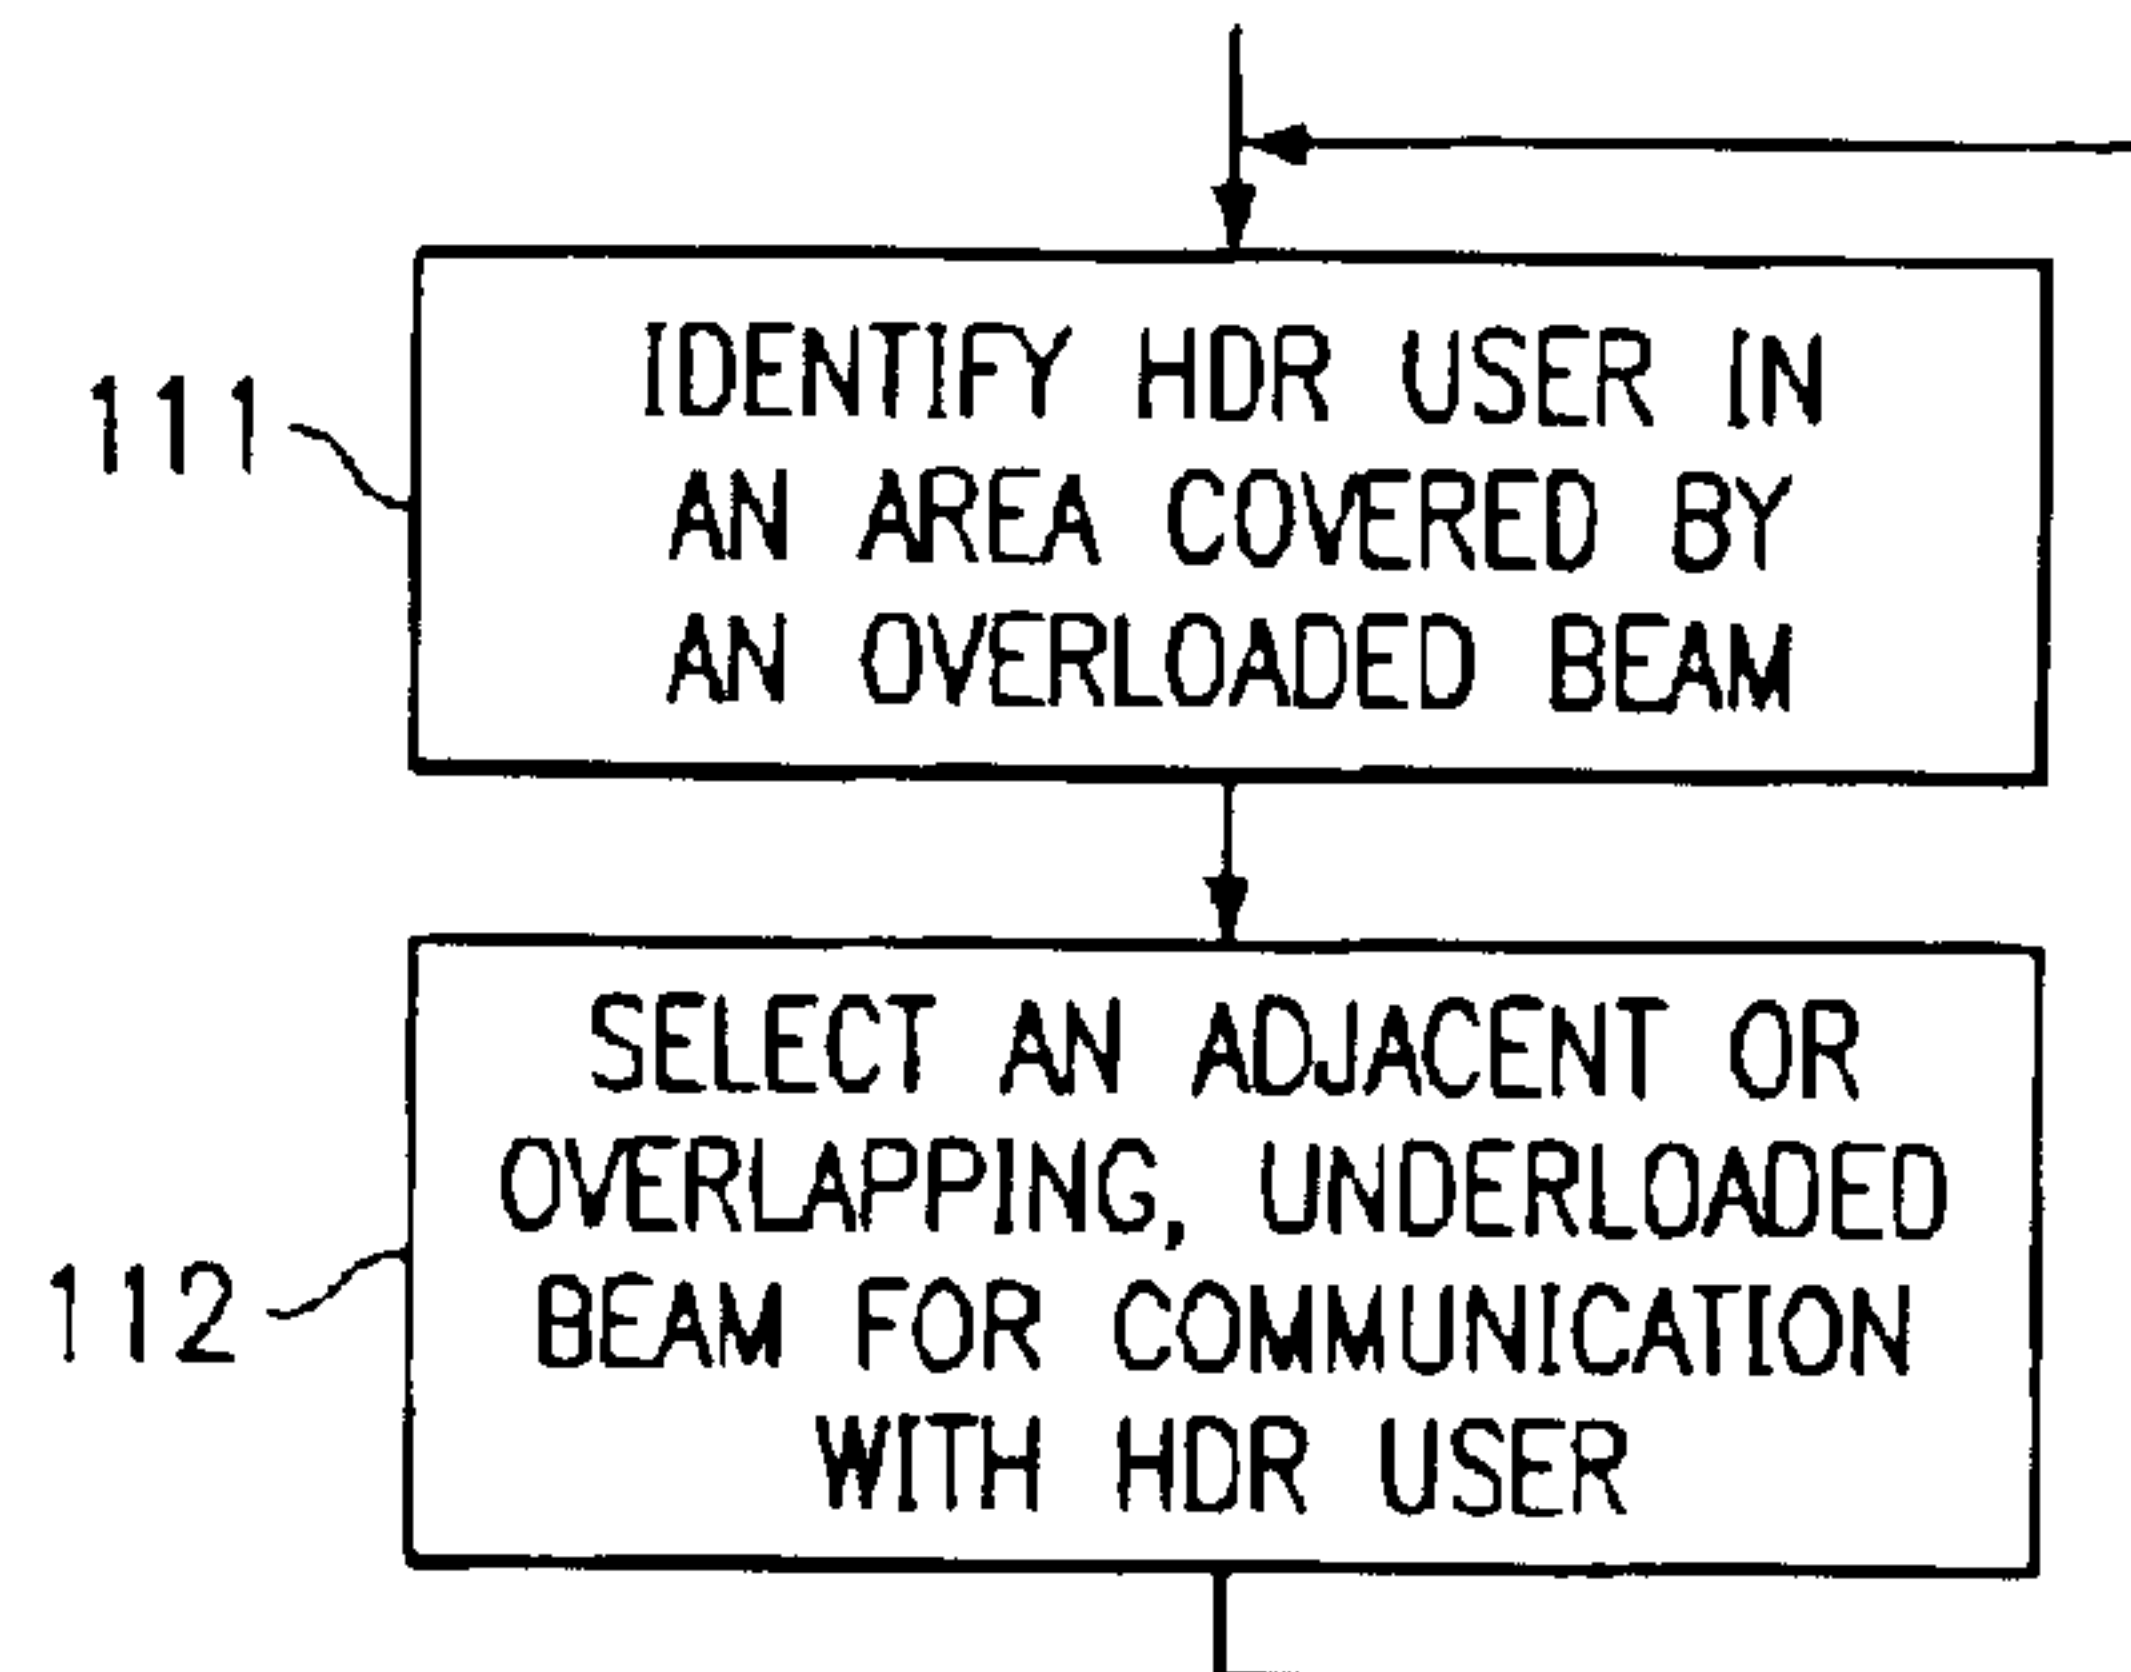 111
IDENTIFY HDR USER IN
AN AREA COVERED BY
AN OVERLOADED BEAM
112
SELECT AN ADJACENT OR
OVERLAPPING, UNDERLOADED
BEAM FOR COMMUNICATION
WITH HDR USER